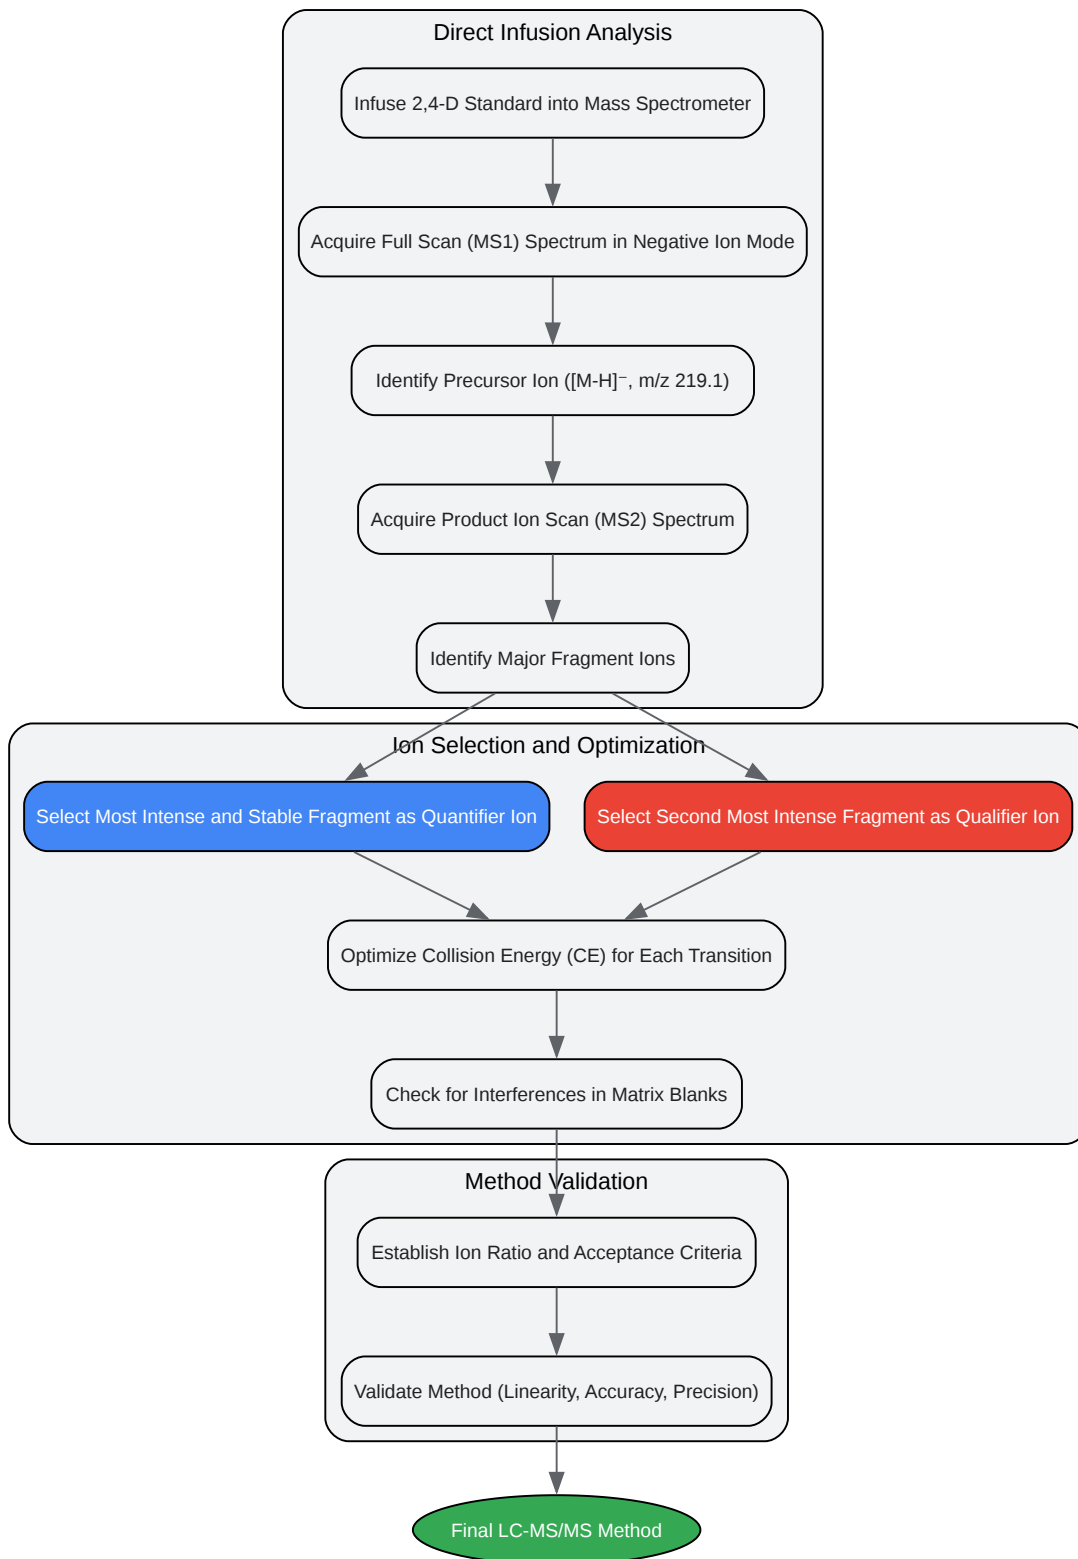 Direct Infusion Analysis
Infuse 2,4-D Standard into Mass Spectrometer
Acquire Full Scan (MS1) Spectrum in Negative Ion Mode
Identify Precursor Ion ([M-H]⁻, m/z 219.1)
Acquire Product Ion Scan (MS2) Spectrum
Identify Major Fragment Ions
Ion Selection and Optimization
Select Most Intense and Stable Fragment as Quantifier Ion
Select Second Most Intense Fragment as Qualifier Ion
Optimize Collision Energy (CE) for Each Transition
Check for Interferences in Matrix Blanks
Method Validation
Establish Ion Ratio and Acceptance Criteria
Validate Method (Linearity, Accuracy, Precision)
Final LC-MS/MS Method